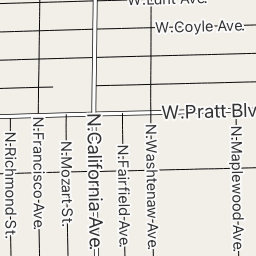 W. Lunt Ave.
W. Coyle Ave.
W. Pratt Blv
N. Richmond St.
N. Francisco Ave.
N. Mozart St.
N. California Ave.
N. Fairfield Ave.
N. Washtenaw Ave.
N. Maplewood Ave.